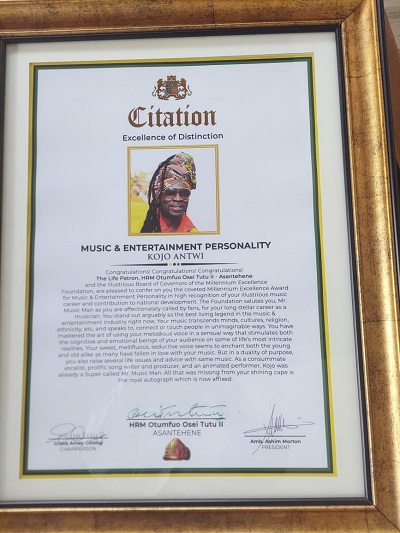 Citation
Excellence of Distinction
MUSIC & ENTERTAINMENT PERSONALITY
KOJO ANTWI
Congratulations! Congratulations! Congratulations!
The Life Patron, HRM Otumfuo Osei Tutu II - Asantehene
and the illustrious Board of Governors of the Millennium Excellence
Foundation, are pleased to confer on you the coveted Millennium Excellence Award
for Music & Entertainment Personality in high recognition of your illustrious music
career and contribution to national development. The Foundation salutes you, Mr.
Music Man as you are affectionately called by fans, for your long stellar career as a
musician. You stand out arguably as the best living legend in the music &
entertainment industry right now. Your music transcends minds, cultures, religion,
ethnicity, etc. and speaks to, connect or touch people in unimaginable ways. You have
mastered the art of using your melodious voice in a sensual way that stimulates both
the cognitive and emotional beings of your audience on some of life's most intricate
realities. Your sweet, mellifluous, seductive voice seems to enchant both the young
and old alike as many have fallen in love with your music. But in a duality of purpose,
you also raise several life issues and advice with same music. As a consummate
vocalist, prolific song writer and producer, and an animated performer, Kojo was
already a Super called Mr. Music Man. All that was missing from your shining cape is
the royal autograph which is now affixed.
HRM Otumfuo Osei Tutu II
ASANTEHENE
Grace Amey-Obeng
CHAIRPERSON
Amb. Ashim Morton
PRESIDENT